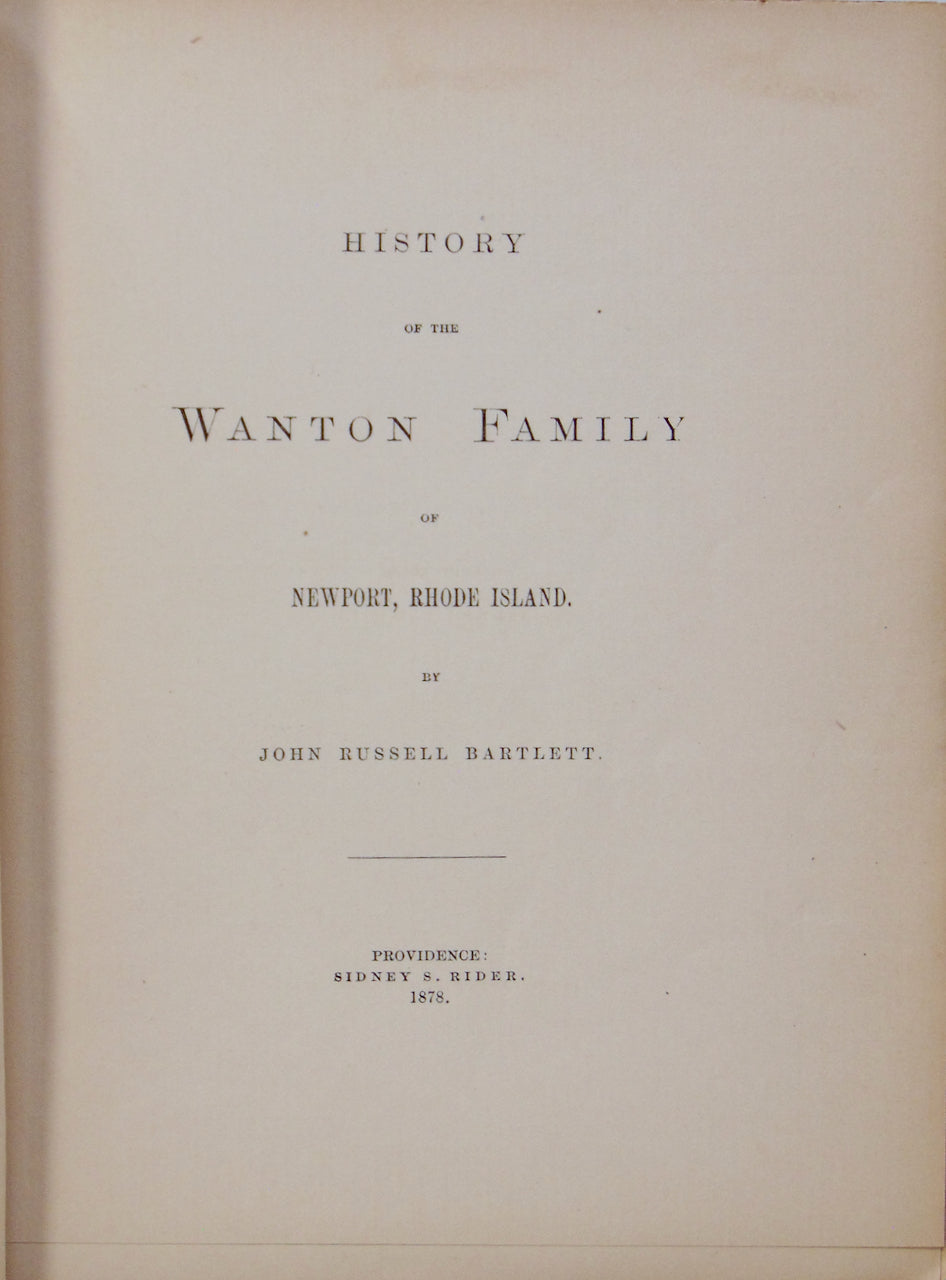 HISTORY
OF THE
WANTON FAMILY
OF
NEWPORT, RHODE ISLAND.
BY
JOHN RUSSELL BARTLETT.
PROVIDENCE:
SIDNEY S. RIDER.
1878.